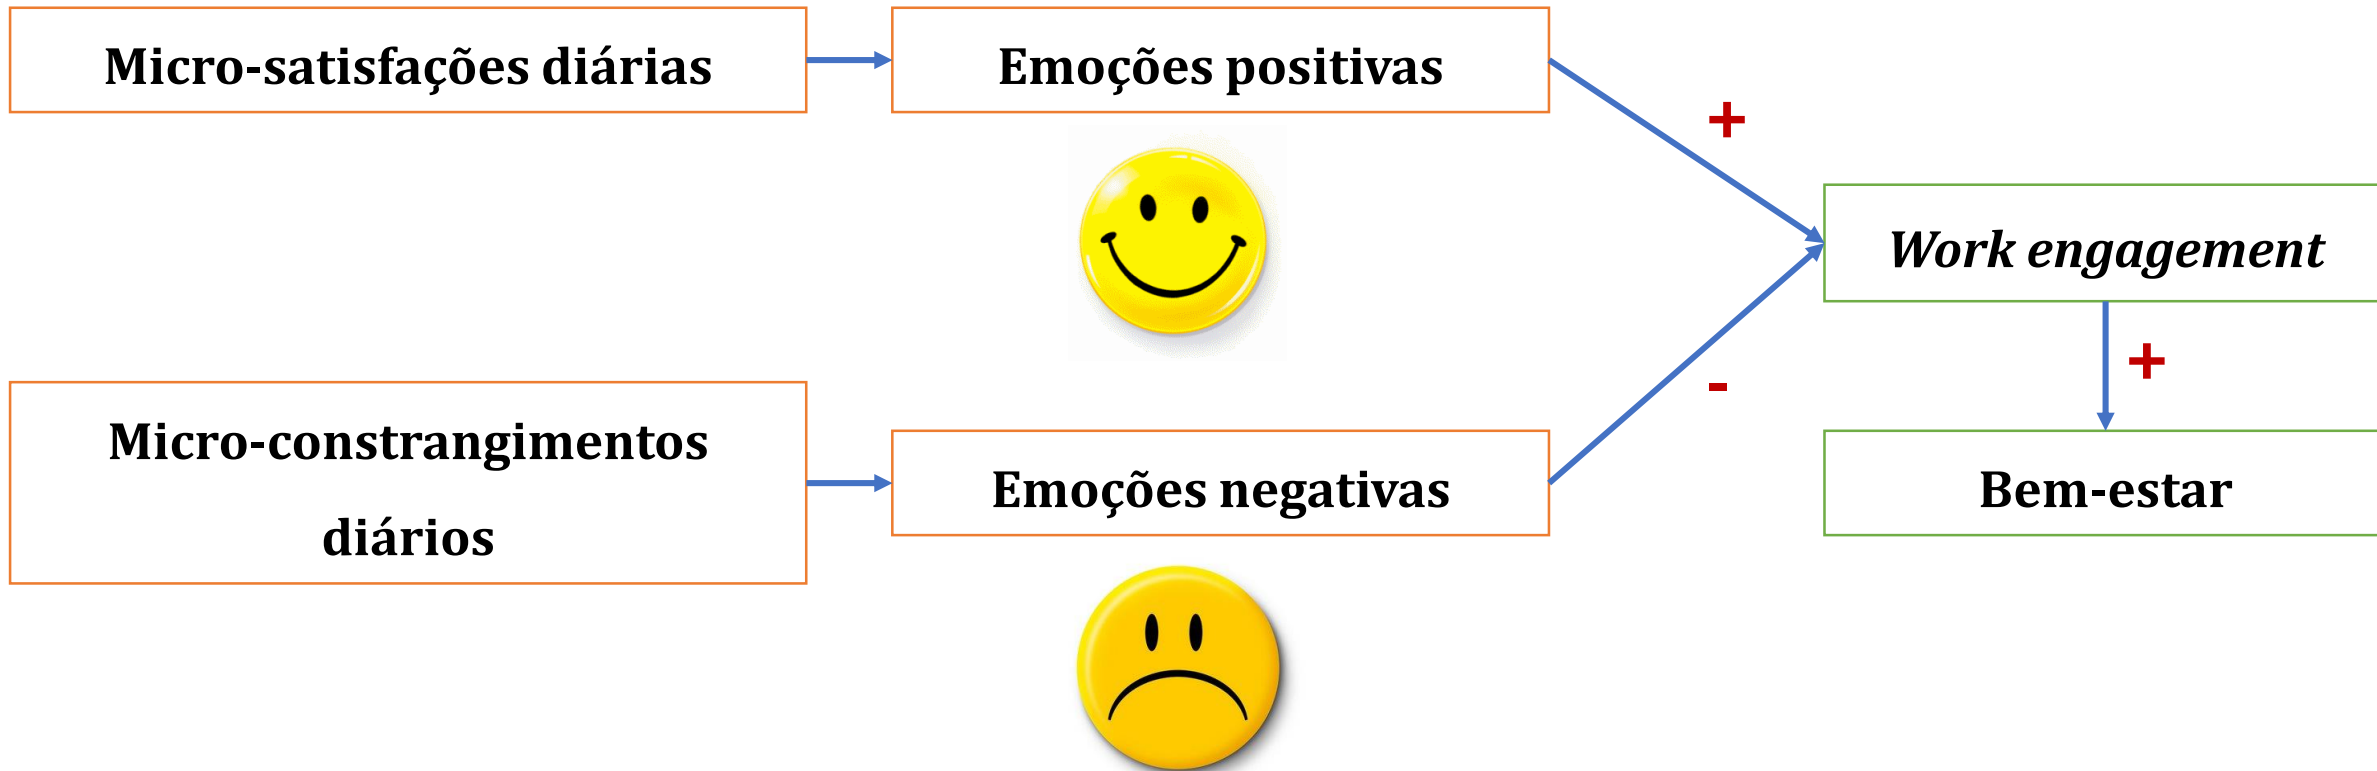 Micro-satisfações diárias
Emoções positivas
+
Work engagement
+
-
Micro-constrangimentos
diários
Emoções negativas
Bem-estar